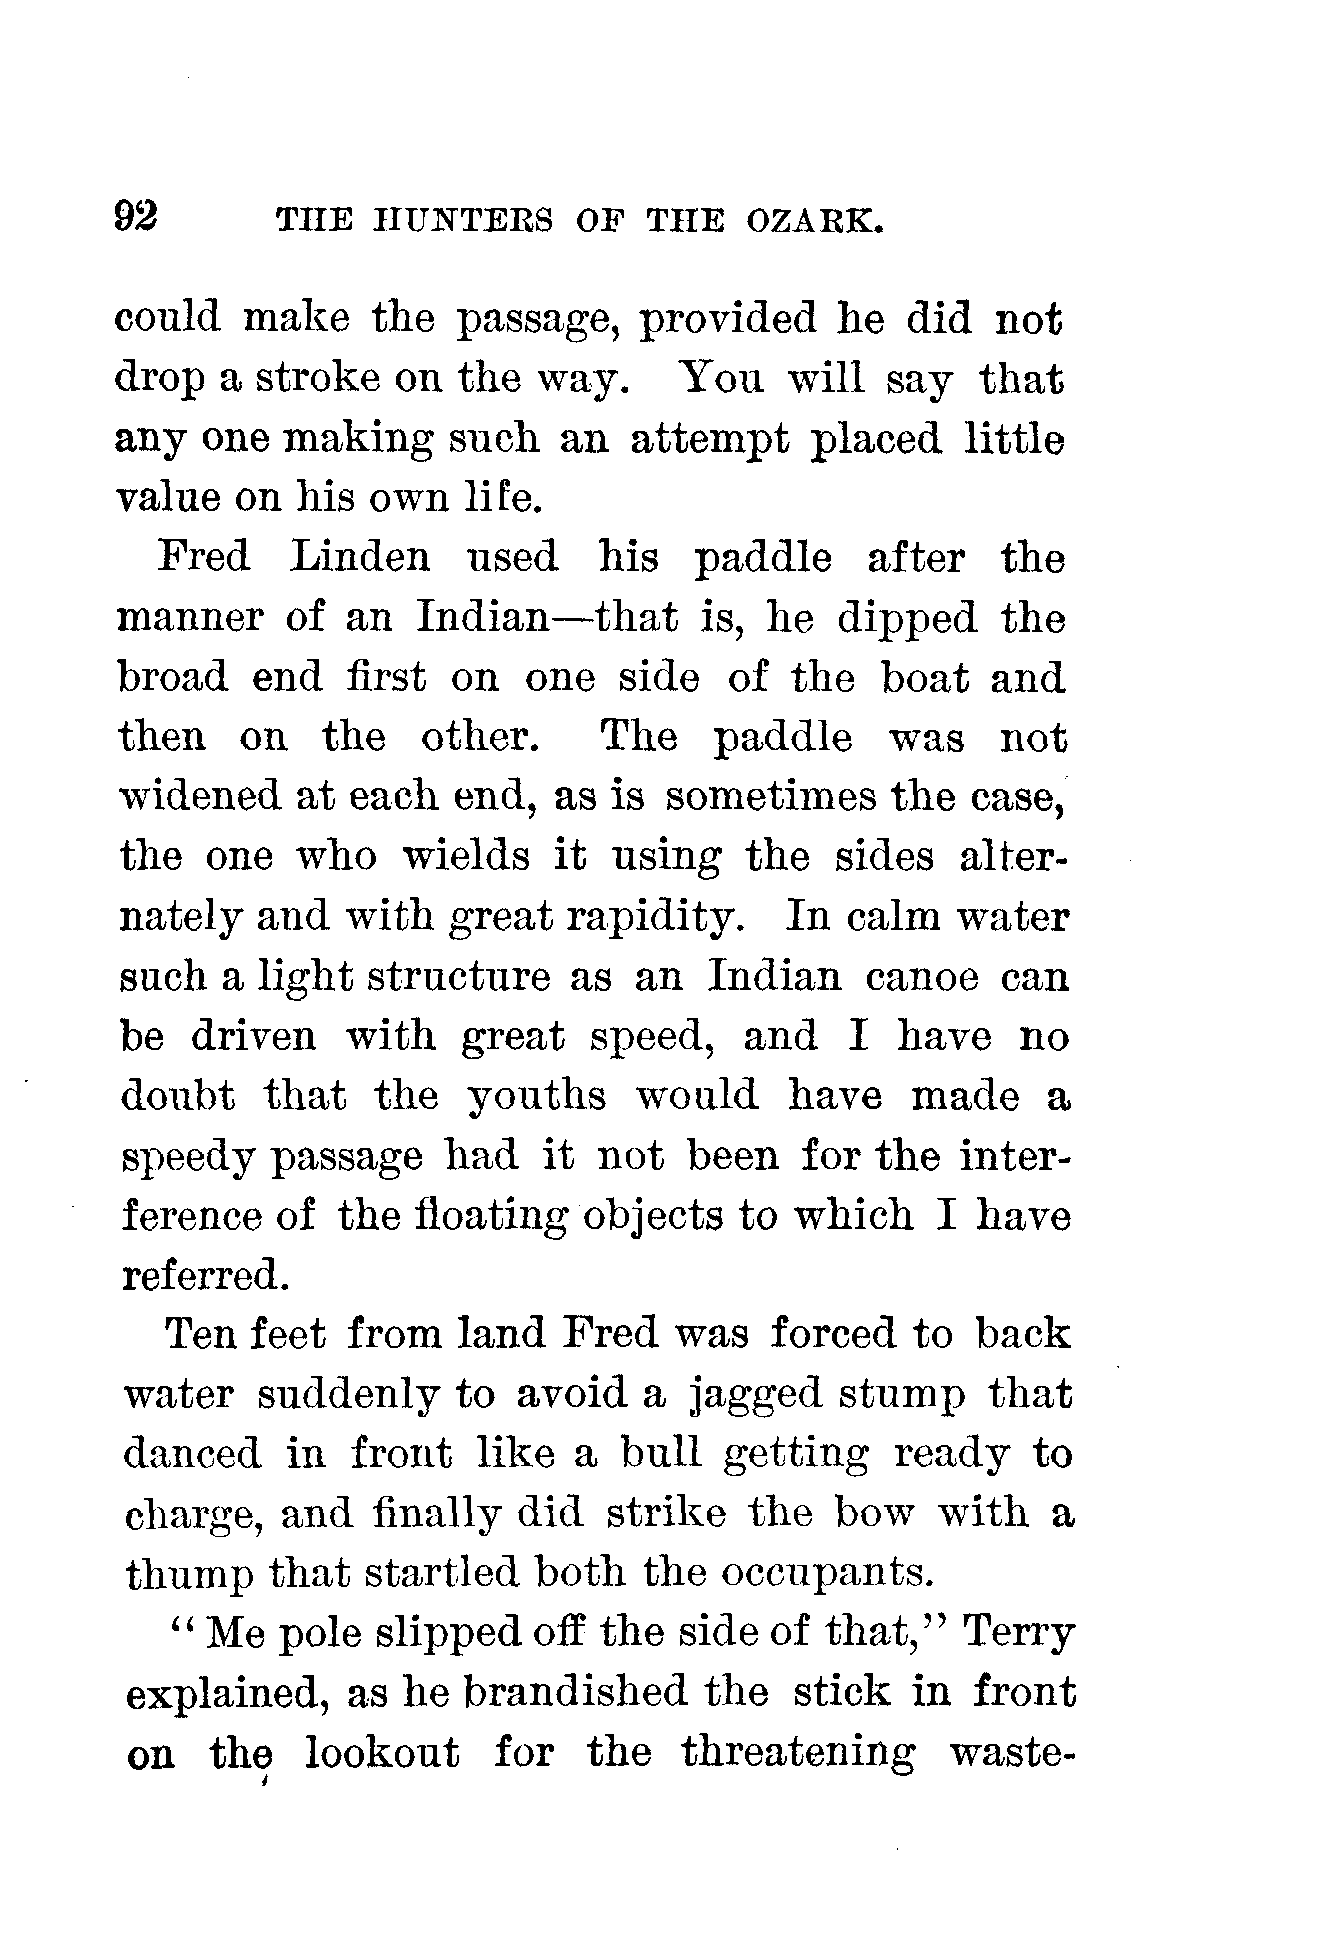 92 THE HUNTERS OF THE OZARK.
could make the passage, provided he did not
drop a stroke on the way. You will say that
any one making such an attempt placed little
value on his own life.
Fred Linden used his paddle after the
manner of an Indian—that is, he dipped the
broad end first on one side of the boat and
then on the other. The paddle was not
widened at each end, as is sometimes the case,
the one who wields it using the sides alter-
nately and with great rapidity. In calm water
such a light structure as an Indian canoe can
be driven with great speed, and I have no
doubt that the youths would have made a
speedy passage had it not been for the inter-
ference of the floating objects to which I have
referred.
Ten feet from land Fred was forced to back
water suddenly to avoid a jagged stump that
danced in front like a bull getting ready to
charge, and finally did strike the bow with a
thump that startled both the occupants.
“Me pole slipped off the side of that,” Terry
explained, as he brandished the stick in front
on the lookout for the threatening waste-